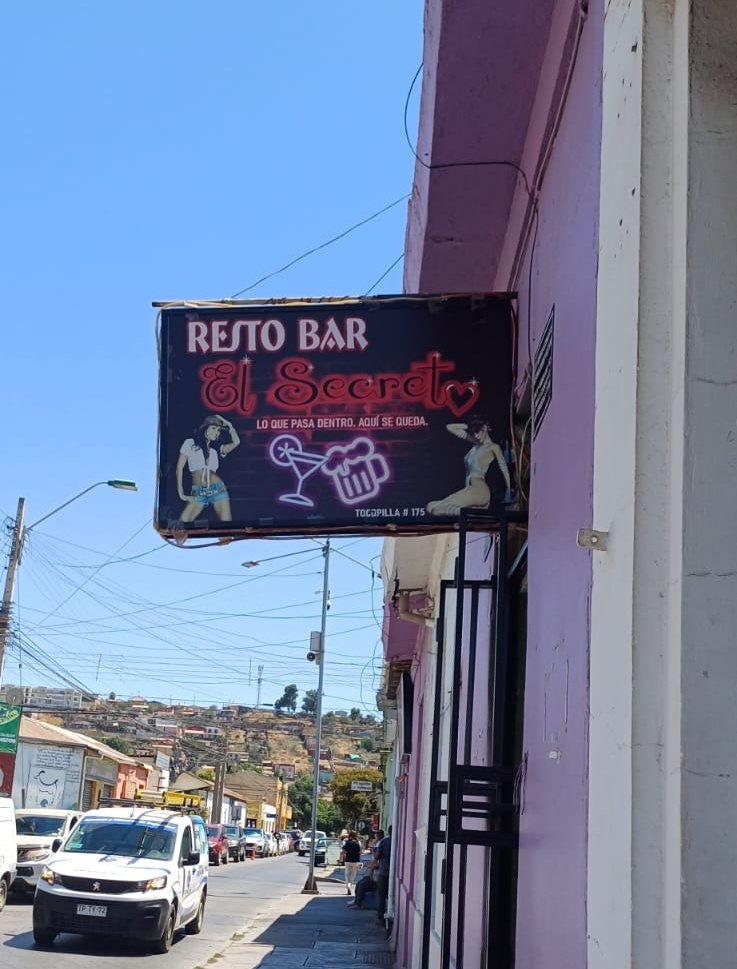 RESTO BAR
El Secreto
LO QUE PASA DENTRO, AQUÍ SE QUEDA.
TOCOPILLA # 175